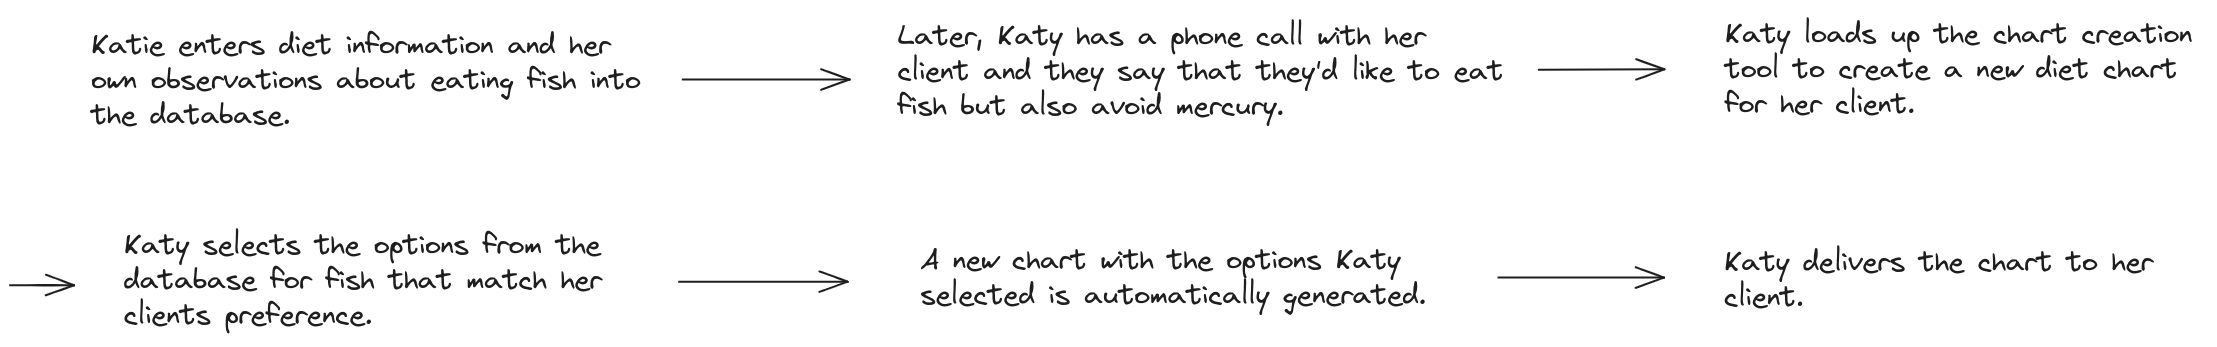 Katie enters diet information and her
own observations about eating fish into
the database.
Later, Katy has a phone call with her
client and they say that they'd like to eat
fish but also avoid mercury.
Katy loads up the chart creation
tool to create a new diet chart
for her client.
Katy selects the options from the
database for fish that match her
clients preference.
A new chart with the options Katy
selected is automatically generated.
Katy delivers the chart to her
client.